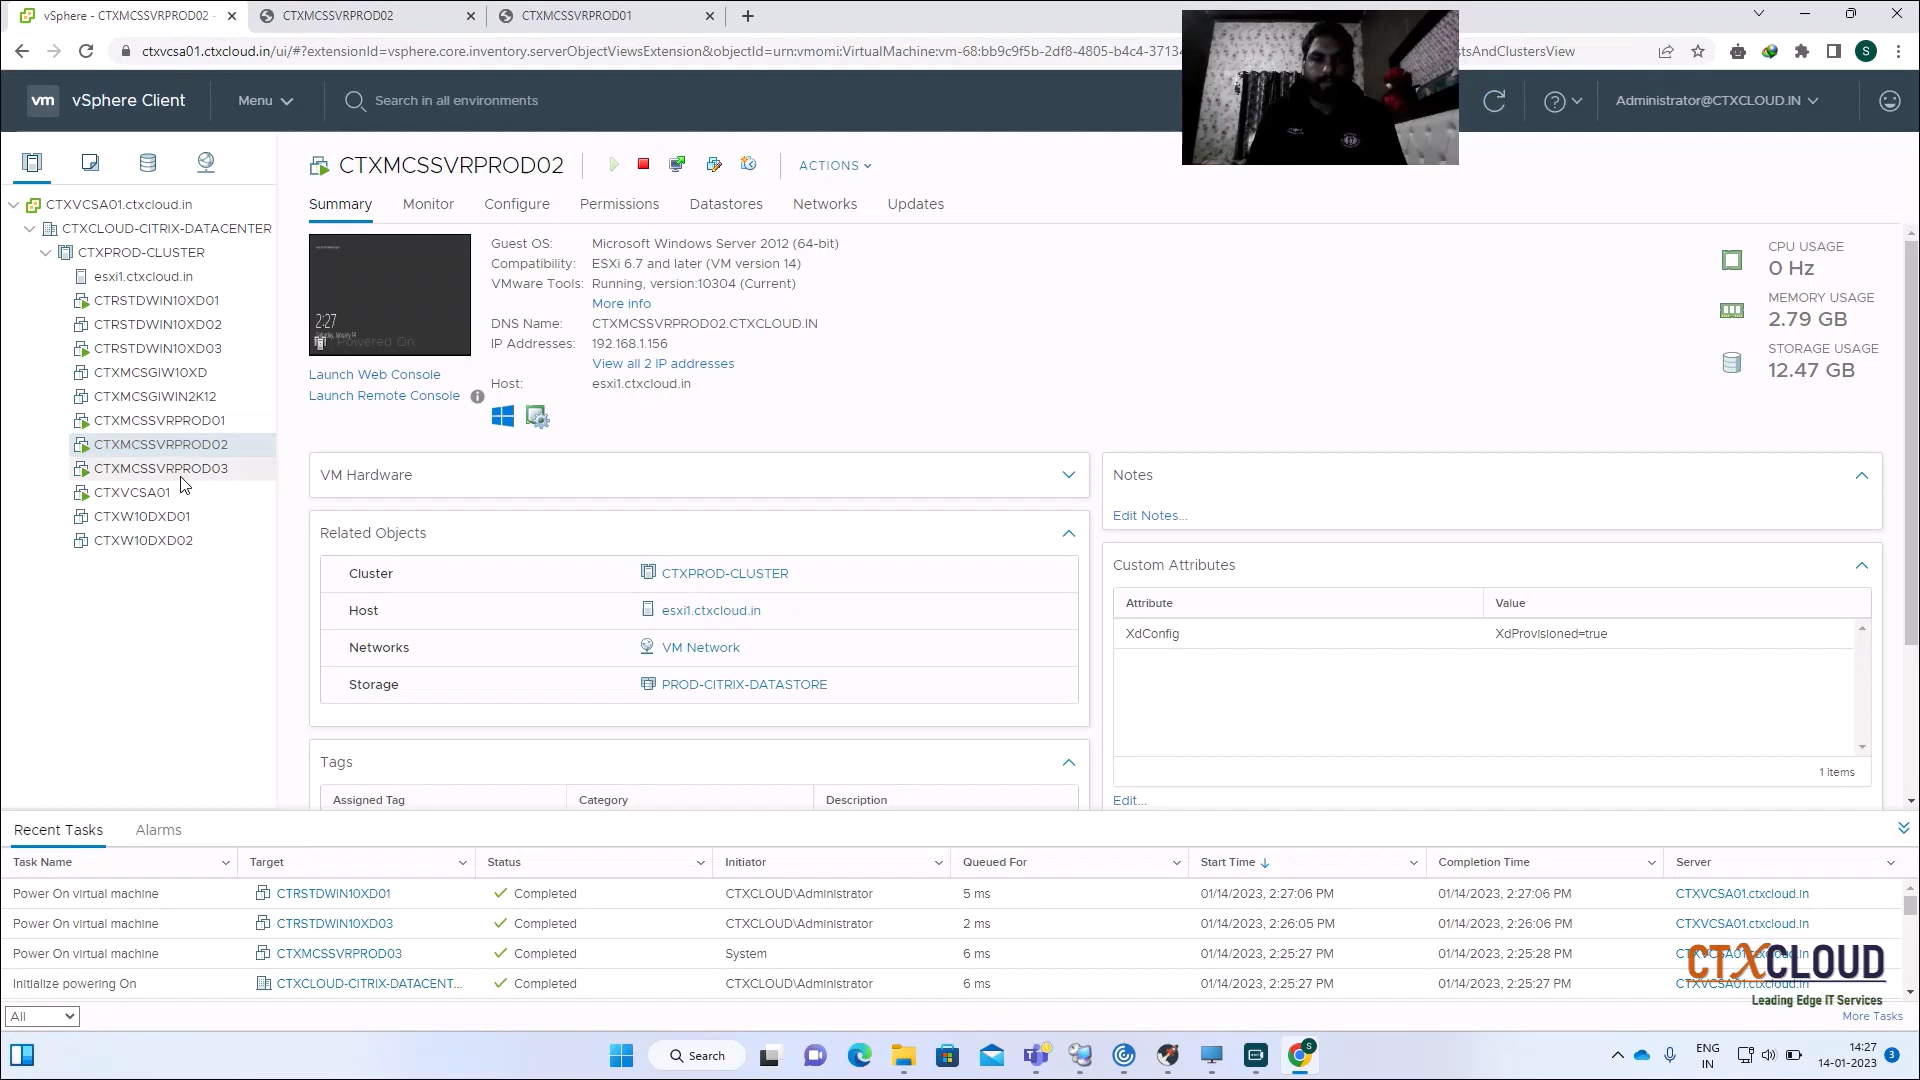 vSphere - CTXMCSSVRPROD02 -
CTXMCSSVRPROD02
CTXMCSSVRPROD01
ctxvcsa01.ctxcloud.in/ui/#?extensionId=vsphere.core.inventory.serverObjectViewsExtension&objectId=urn:vmomi:VirtualMachine:vm-68:bb9c9f5b-2df8-4805-b4c4-37134
stsAndClustersView
S
vm
vSphere Client
Menu
Search in all environments
Administrator@CTXCLOUD.IN
CTXVCSA01.ctxcloud.in
CTXCLOUD-CITRIX-DATACENTER
CTXPROD-CLUSTER
esxi1.ctxcloud.in
CTRSTDWIN10XD01
CTRSTDWIN10XD02
CTRSTDWIN10XD03
CTXMCSGIW10XD
CTXMCSGIWIN2K12
CTXMCSSVRPROD01
CTXMCSSVRPROD02
CTXMCSSVRPROD03
CTXVCSA01
CTXW10DXD01
CTXW10DXD02
CTXMCSSVRPROD02
ACTIONS
Summary
Monitor
Configure
Permissions
Datastores
Networks
Updates
2:27
Powered On
Launch Web Console
Launch Remote Console
Guest OS: Microsoft Windows Server 2012 (64-bit)
Compatibility: ESXi 6.7 and later (VM version 14)
VMware Tools: Running, version:10304 (Current)
More info
DNS Name: CTXMCSSVRPROD02.CTXCLOUD.IN
IP Addresses: 192.168.1.156
View all 2 IP addresses
Host: esxi1.ctxcloud.in
CPU USAGE
0 Hz
MEMORY USAGE
2.79 GB
STORAGE USAGE
12.47 GB
VM Hardware
Related Objects
Cluster CTXPROD-CLUSTER
Host esxi1.ctxcloud.in
Networks VM Network
Storage PROD-CITRIX-DATASTORE
Tags
Assigned Tag Category Description
Notes
Edit Notes...
Custom Attributes
Attribute Value
XdConfig XdProvisioned=true
1 items
Edit...
Recent Tasks Alarms
Task Name Target Status Initiator Queued For Start Time Completion Time Server
Power On virtual machine CTRSTDWIN10XD01 Completed CTXCLOUD\Administrator 5 ms 01/14/2023, 2:27:06 PM 01/14/2023, 2:27:06 PM CTXVCSA01.ctxcloud.in
Power On virtual machine CTRSTDWIN10XD03 Completed CTXCLOUD\Administrator 2 ms 01/14/2023, 2:26:05 PM 01/14/2023, 2:26:06 PM CTXVCSA01.ctxcloud.in
Power On virtual machine CTXMCSSVRPROD03 Completed System 6 ms 01/14/2023, 2:25:27 PM 01/14/2023, 2:25:28 PM CTXVCSA01.ctxcloud.in
Initialize powering On CTXCLOUD-CITRIX-DATACENT... Completed CTXCLOUD\Administrator 6 ms 01/14/2023, 2:25:27 PM 01/14/2023, 2:25:27 PM CTXVCSA01.ctxcloud.in
CTXCLOUD
Leading Edge IT Services
All
More Tasks
Search
ENG
IN
14:27
14-01-2023
3